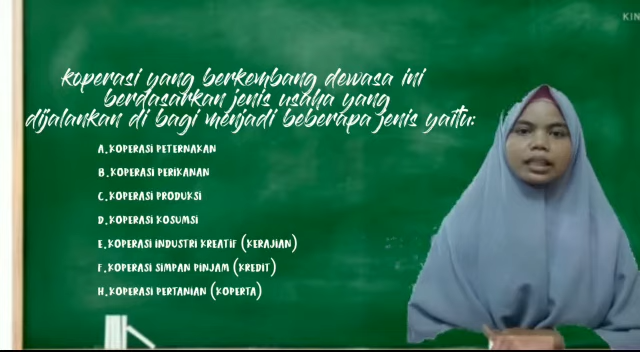 KIN
koperasi yang berkembang dewasa ini
berdasarkan jenis usaha yang
dijalankan di bagi menjadi beberapa jenis yaitu:
A. KOPERASI PETERNAKAN
B. KOPERASI PERIKANAN
C. KOPERASI PRODUKSI
D. KOPERASI KOSUMSI
E. KOPERASI INDUSTRI KREATIF (KERAJIAN)
F. KOPERASI SIMPAN PINJAM (KREDIT)
H. KOPERASI PERTANIAN (KOPERTA)